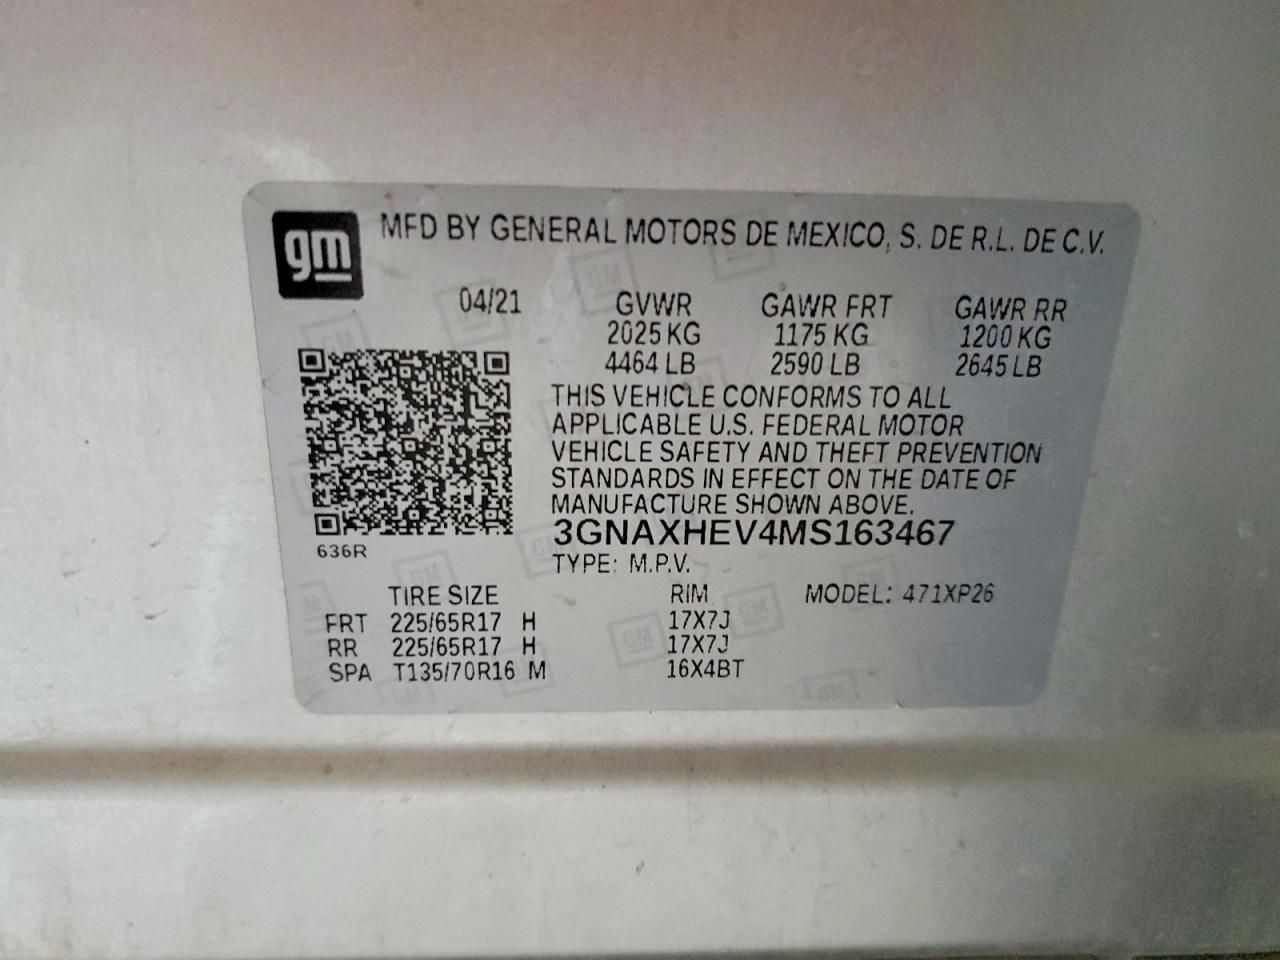 gm MFD BY GENERAL MOTORS DE MEXICO, S. DE R.L. DE C.V.
04/21 GVWR GAWR FRT GAWR RR
2025 KG 1175 KG 1200 KG
4464 LB 2590 LB 2645 LB
THIS VEHICLE CONFORMS TO ALL
APPLICABLE U.S. FEDERAL MOTOR
VEHICLE SAFETY AND THEFT PREVENTION
STANDARDS IN EFFECT ON THE DATE OF
MANUFACTURE SHOWN ABOVE.
3GNAXHEV4MS163467
636R
TYPE: M.P.V.
TIRE SIZE RIM MODEL: 471XP26
FRT 225/65R17 H 17X7J
RR 225/65R17 H 17X7J
SPA T135/70R16 M 16X4BT